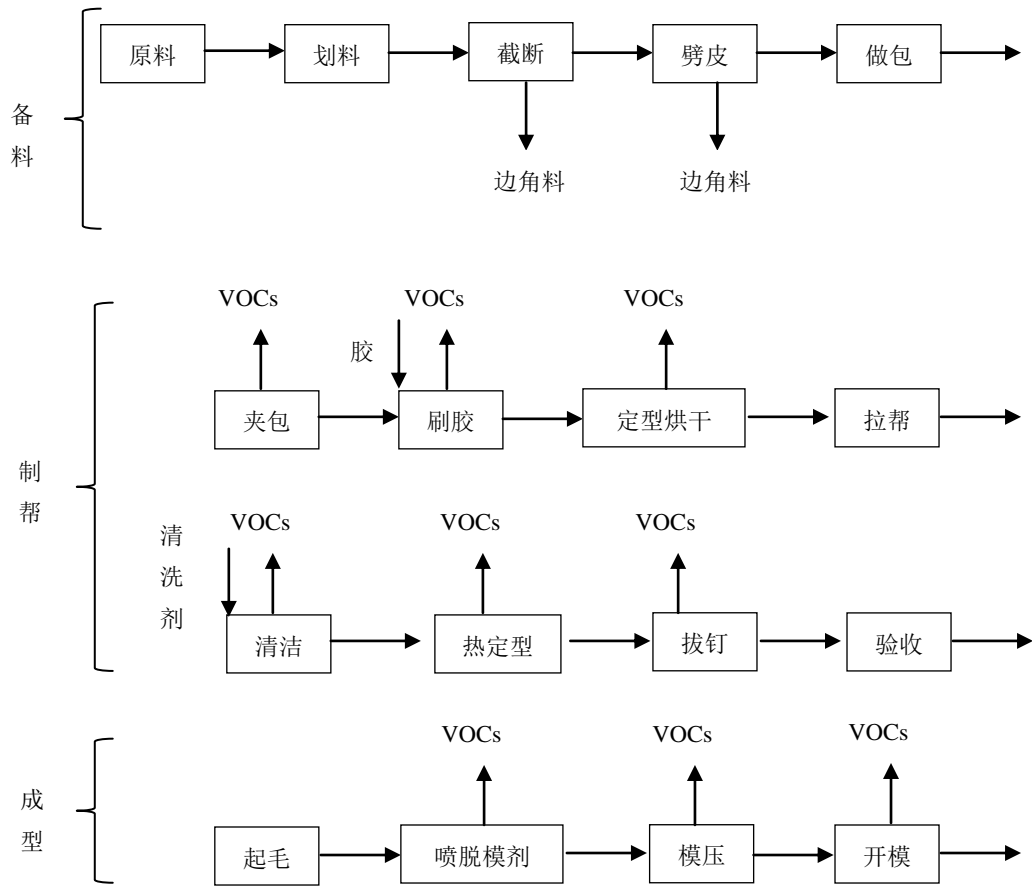 备料
原料
划料
截断
劈皮
做包
边角料
边角料
制帮
VOCs
VOCs
VOCs
胶
夹包
刷胶
定型烘干
拉帮
清洗剂
VOCs
VOCs
VOCs
清洁
热定型
拔钉
验收
成型
VOCs
VOCs
VOCs
起毛
喷脱模剂
模压
开模